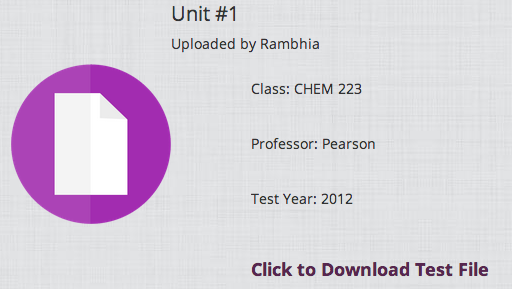 Unit #1
Uploaded by Rambhia
Class: CHEM 223
Professor: Pearson
Test Year: 2012
Click to Download Test File